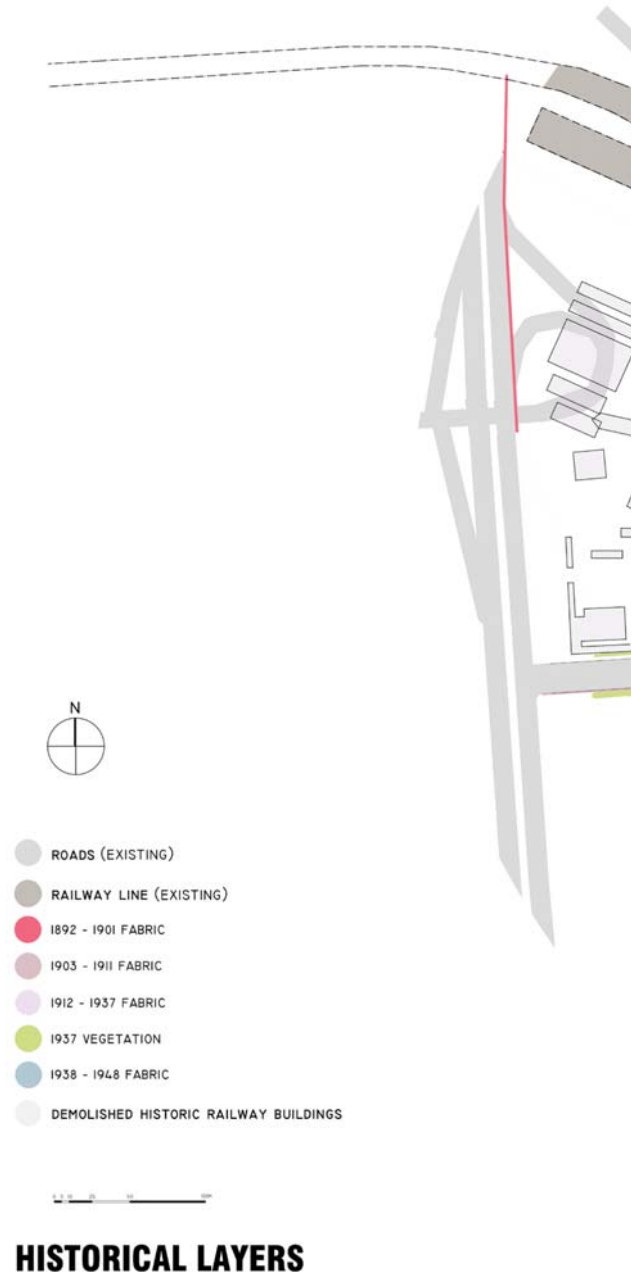 N
ROADS (EXISTING)
RAILWAY LINE (EXISTING)
1892 - 1901 FABRIC
1903 - 1911 FABRIC
1912 - 1937 FABRIC
1937 VEGETATION
1938 - 1948 FABRIC
DEMOLISHED HISTORIC RAILWAY BUILDINGS
HISTORICAL LAYERS